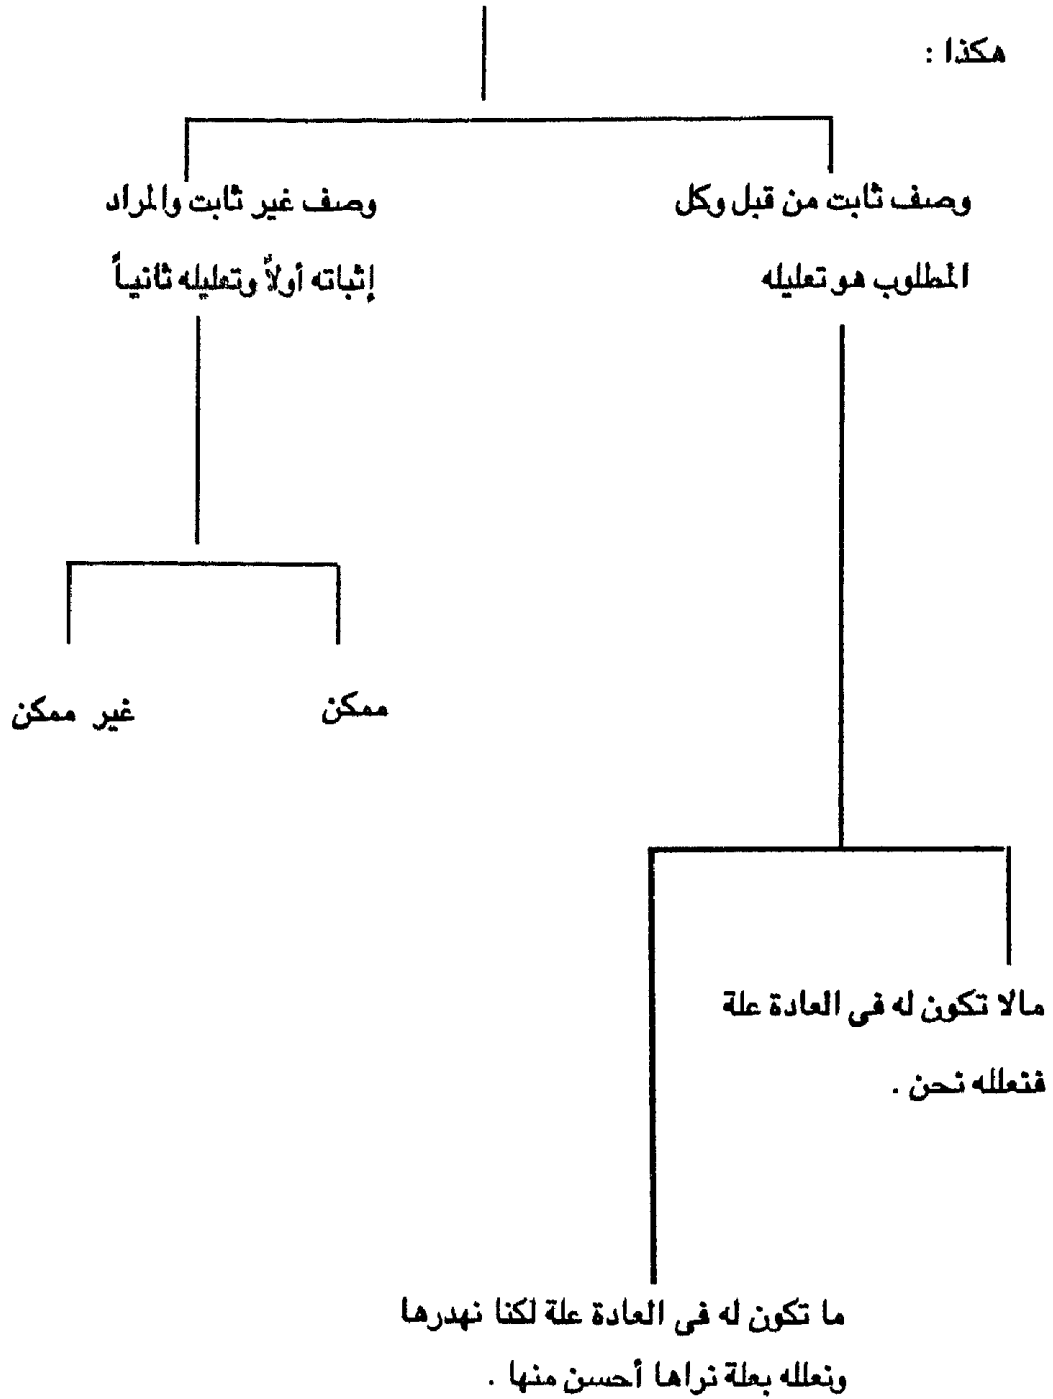 هكذا :
وصف ثابت من قبل وكل
المطلوب هو تعليله
وصف غير ثابت والمراد
إثباته أولاً وتعليله ثانياً
ممكن
غير ممكن
مالا تكون له فى العادة علة
فنعلله نحن .
ما تكون له فى العادة علة لكنا نهدرها
ونعلله بعلة نراها أحسن منها .